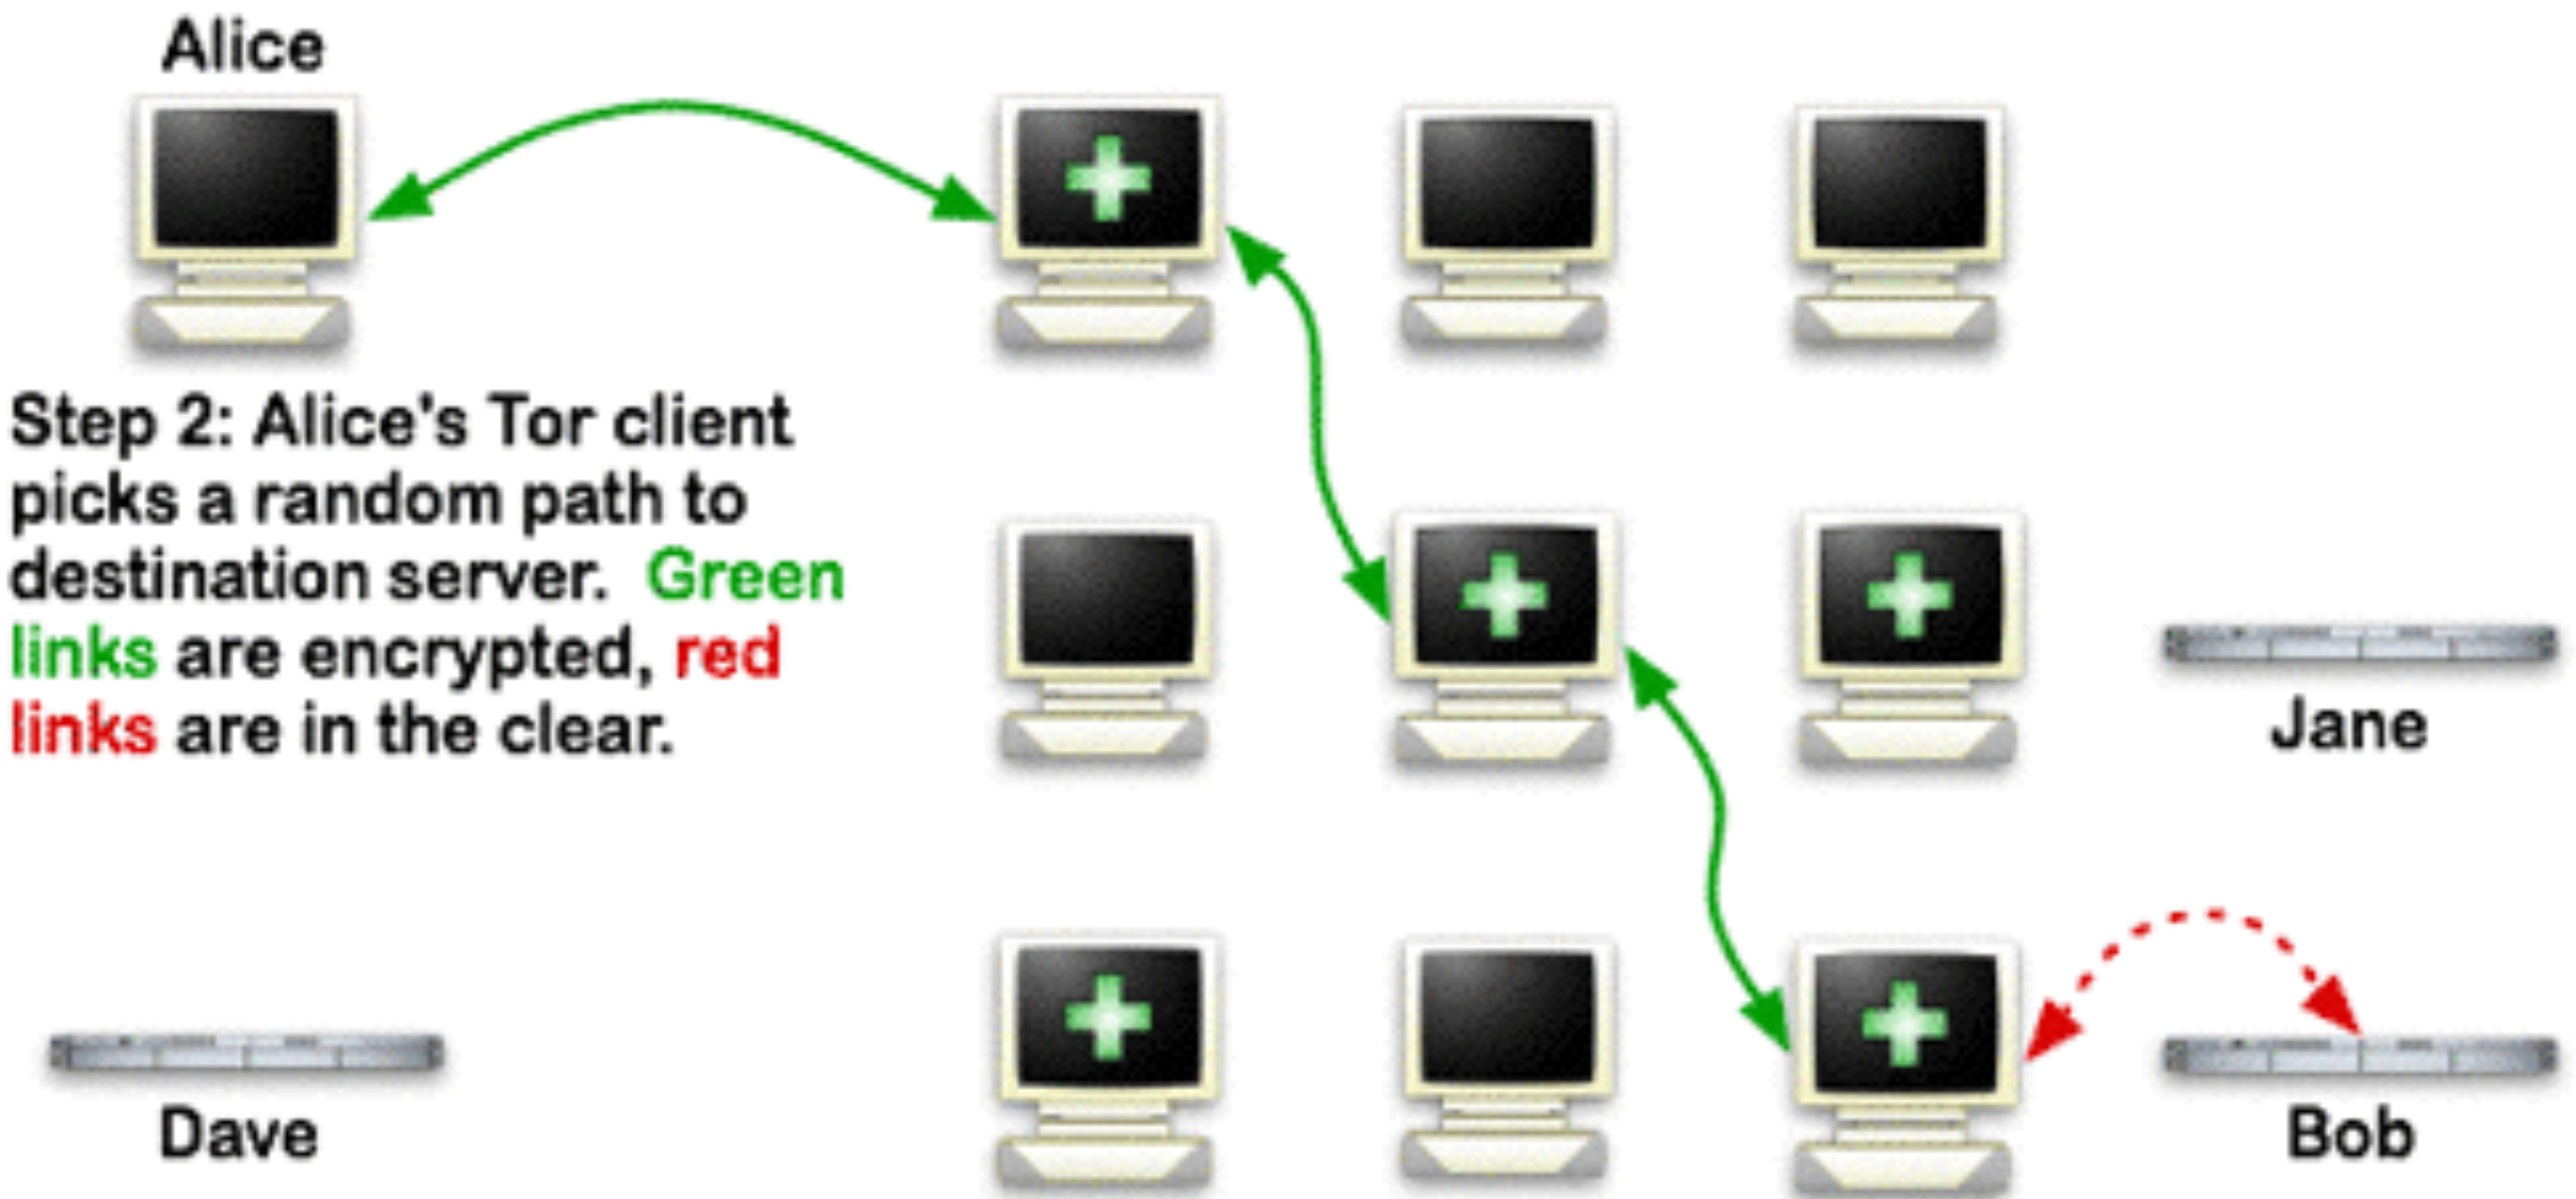 Alice
Step 2: Alice's Tor client
picks a random path to
destination server. Green
links are encrypted, red
links are in the clear.
Jane
Dave
Bob